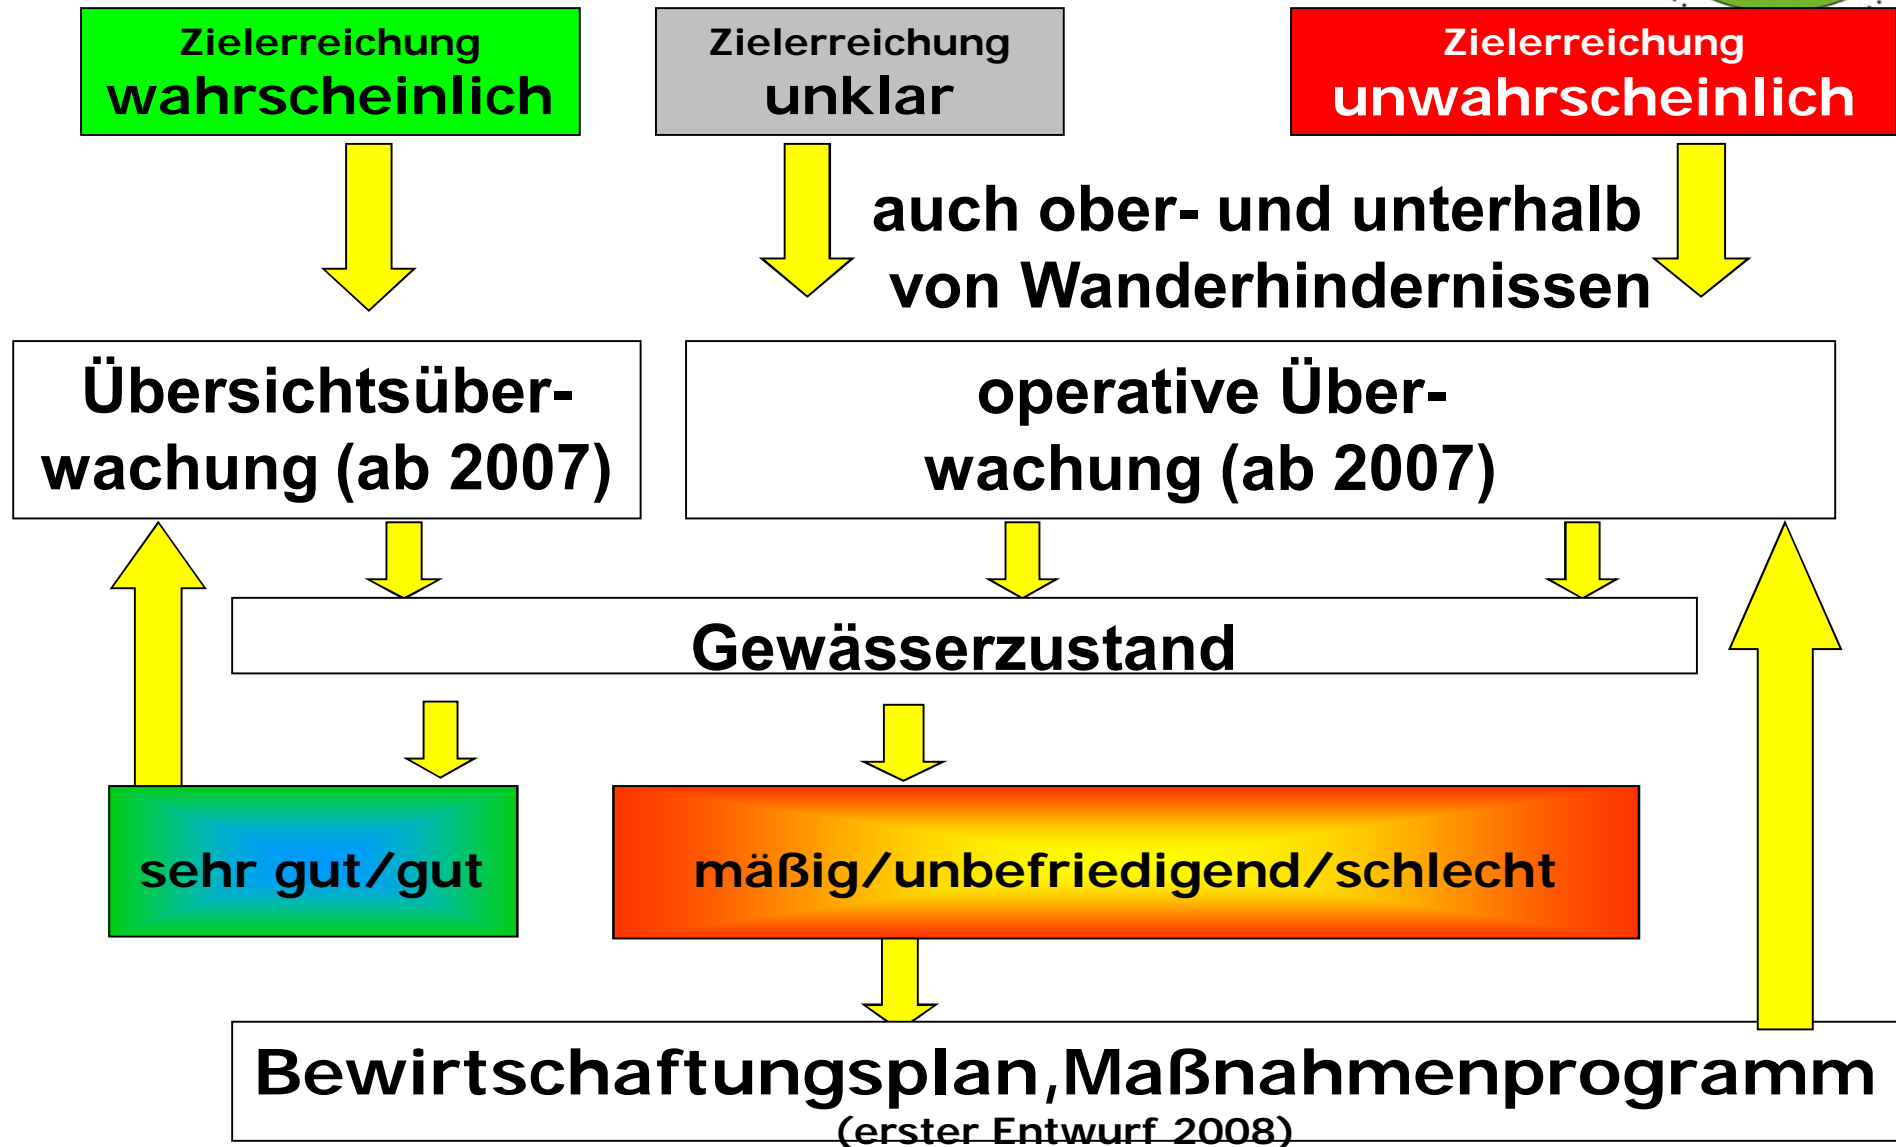 Zielerreichung
wahrscheinlich
Zielerreichung
unklar
Zielerreichung
unwahrscheinlich
auch ober- und unterhalb
von Wanderhindernissen
Übersichtsüber-
wachung (ab 2007)
operative Über-
wachung (ab 2007)
Gewässerzustand
sehr gut/gut
mäßig/unbefriedigend/schlecht
Bewirtschaftungsplan,Maßnahmenprogramm
(erster Entwurf 2008)